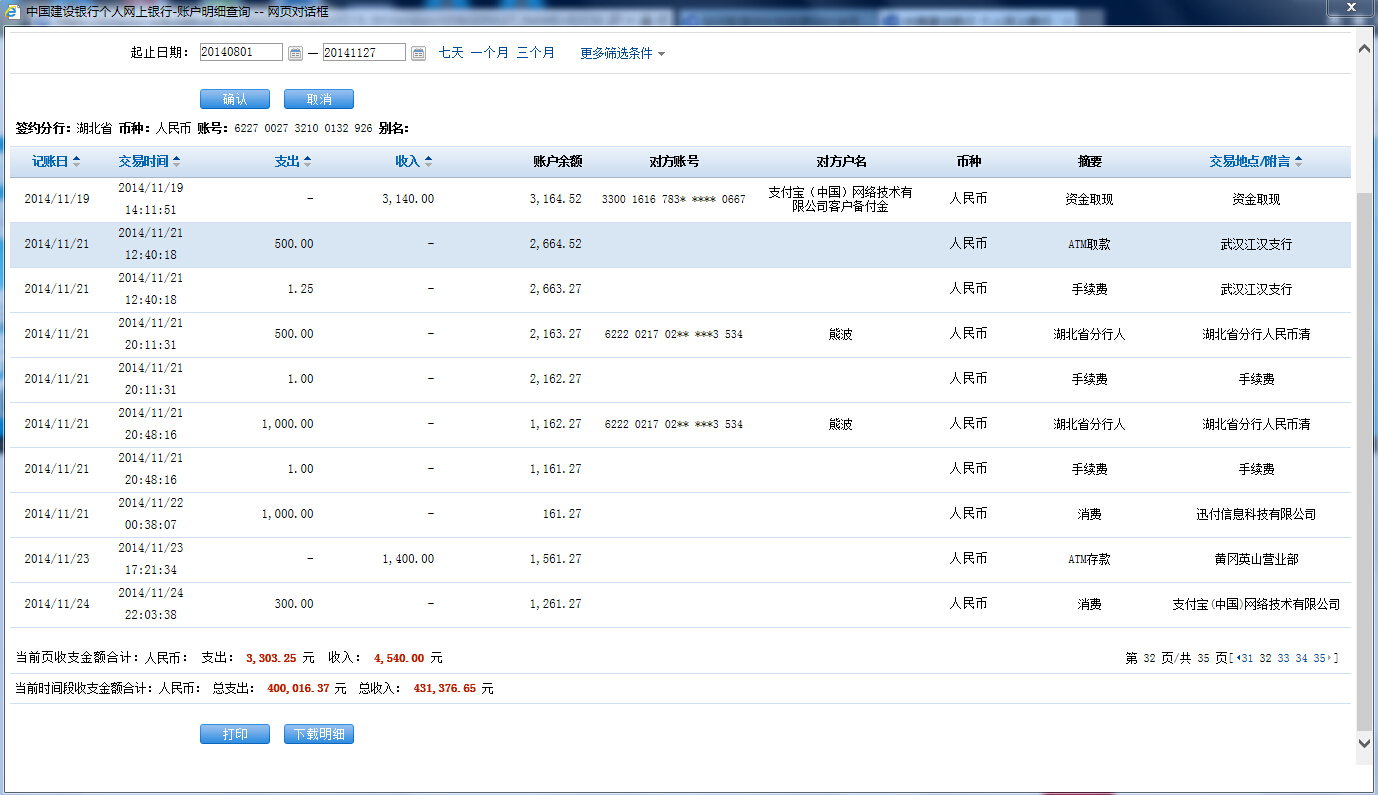 中国建设银行个人网上银行-账户明细查询 -- 网页对话框
起止日期： 20140801 — 20141127 七天 一个月 三个月 更多筛选条件
确认 取消
签约分行：湖北省 币种：人民币 账号：6227 0027 3210 0132 926 别名：
记账日 交易时间 支出 收入 账户余额 对方账号 对方户名 币种 摘要 交易地点/附言
2014/11/19 2014/11/19 14:11:51 – 3,140.00 3,164.52 3300 1616 783* **** 0667 支付宝（中国）网络技术有限公司客户备付金 人民币 资金取现 资金取现
2014/11/21 2014/11/21 12:40:18 500.00 – 2,664.52 人民币 ATM取款 武汉江汉支行
2014/11/21 2014/11/21 12:40:18 1.25 – 2,663.27 人民币 手续费 武汉江汉支行
2014/11/21 2014/11/21 20:11:31 500.00 – 2,163.27 6222 0217 02** ***3 534 熊波 人民币 湖北省分行人 湖北省分行人民币清
2014/11/21 2014/11/21 20:11:31 1.00 – 2,162.27 人民币 手续费 手续费
2014/11/21 2014/11/21 20:48:16 1,000.00 – 1,162.27 6222 0217 02** ***3 534 熊波 人民币 湖北省分行人 湖北省分行人民币清
2014/11/21 2014/11/21 20:48:16 1.00 – 1,161.27 人民币 手续费 手续费
2014/11/21 2014/11/22 00:38:07 1,000.00 – 161.27 人民币 消费 迅付信息科技有限公司
2014/11/23 2014/11/23 17:21:34 – 1,400.00 1,561.27 人民币 ATM存款 黄冈英山营业部
2014/11/24 2014/11/24 22:03:38 300.00 – 1,261.27 人民币 消费 支付宝(中国)网络技术有限公司
当前页收支金额合计：人民币： 支出： 3,303.25 元 收入： 4,540.00 元 第 32 页/共 35 页[31 32 33 34 35]
当前时间段收支金额合计：人民币： 总支出： 400,016.37 元 总收入： 431,376.65 元
打印 下载明细